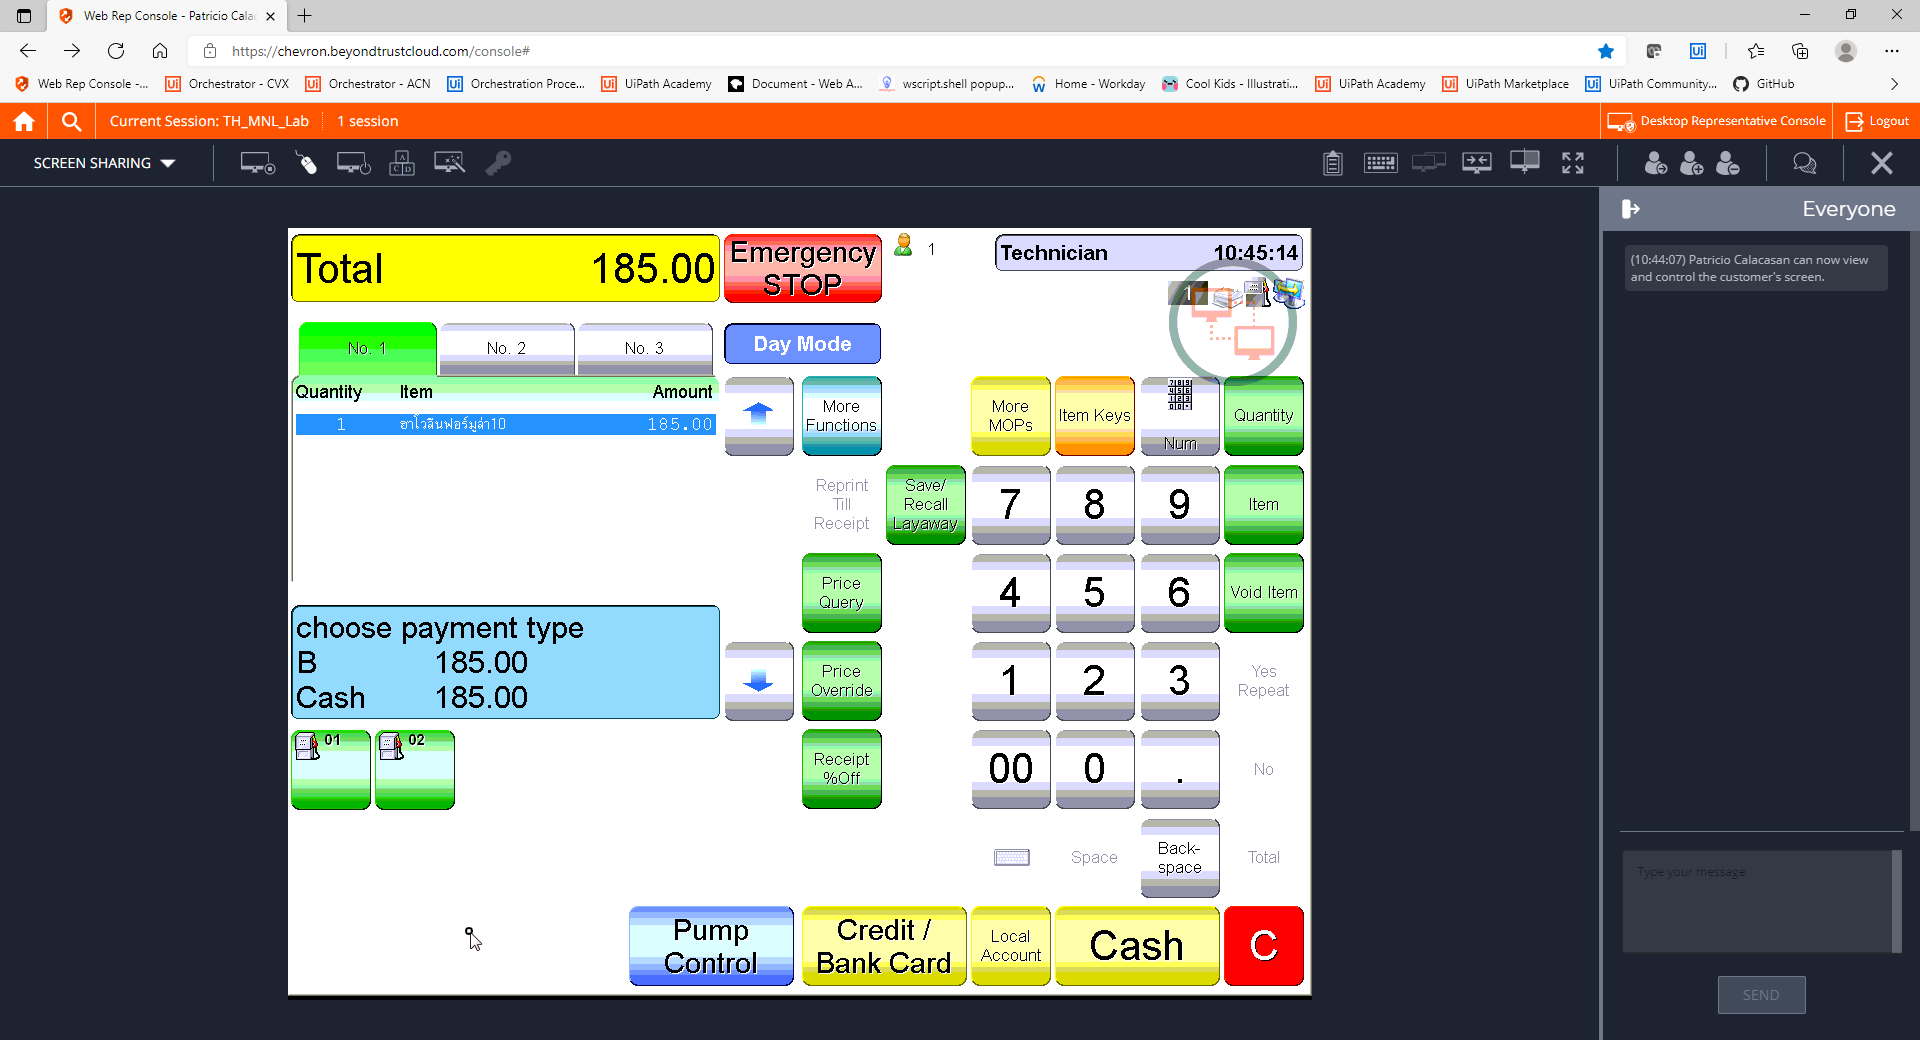 Web Rep Console - Patricio Cala
https://chevron.beyondtrustcloud.com/console#
Web Rep Console -...
Orchestrator - CVX
Orchestrator - ACN
Orchestration Proce...
UiPath Academy
Document - Web A...
wscript.shell popup...
Home - Workday
Cool Kids - Illustrati...
UiPath Academy
UiPath Marketplace
UiPath Community...
GitHub
Current Session: TH_MNL_Lab
1 session
Desktop Representative Console
Logout
SCREEN SHARING
Everyone
(10:44:07) Patricio Calacasan can now view
and control the customer's screen.
Total 185.00
Emergency
STOP
1
Technician 10:45:14
1
No. 1
No. 2
No. 3
Day Mode
Quantity Item Amount
1 ฮาโวลีนฟอร์มูล่า10 185.00
More
Functions
More
MOPs
Item Keys
Num
Quantity
Reprint
Till
Receipt
Save/
Recall
Layaway
7
8
9
Item
Price
Query
4
5
6
Void Item
choose payment type
B 185.00
Cash 185.00
Price
Override
1
2
3
Yes
Repeat
01
02
Receipt
%Off
00
0
.
No
Space
Back-
space
Total
Pump
Control
Credit /
Bank Card
Local
Account
Cash
C
Type your message
SEND